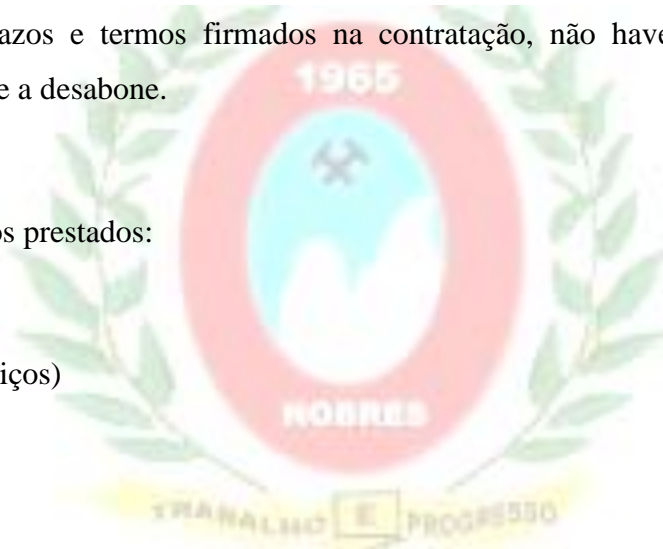 azos e termos firmados na contratação, não have
e a desabone.
1965
os prestados:
iços)
NOBRES
TRABALHO E PROGRESSO